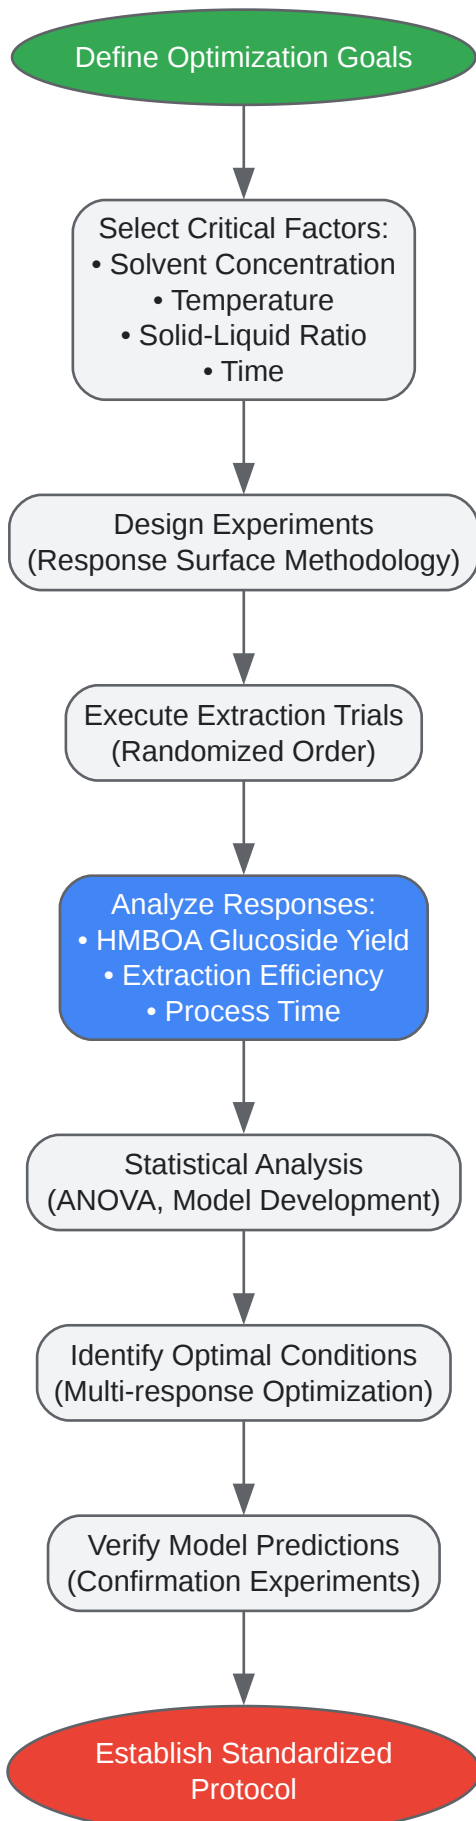 Define Optimization Goals
Select Critical Factors:
• Solvent Concentration
• Temperature
• Solid-Liquid Ratio
• Time
Design Experiments
(Response Surface Methodology)
Execute Extraction Trials
(Randomized Order)
Analyze Responses:
• HMBOA Glucoside Yield
• Extraction Efficiency
• Process Time
Statistical Analysis
(ANOVA, Model Development)
Identify Optimal Conditions
(Multi-response Optimization)
Verify Model Predictions
(Confirmation Experiments)
Establish Standardized
Protocol